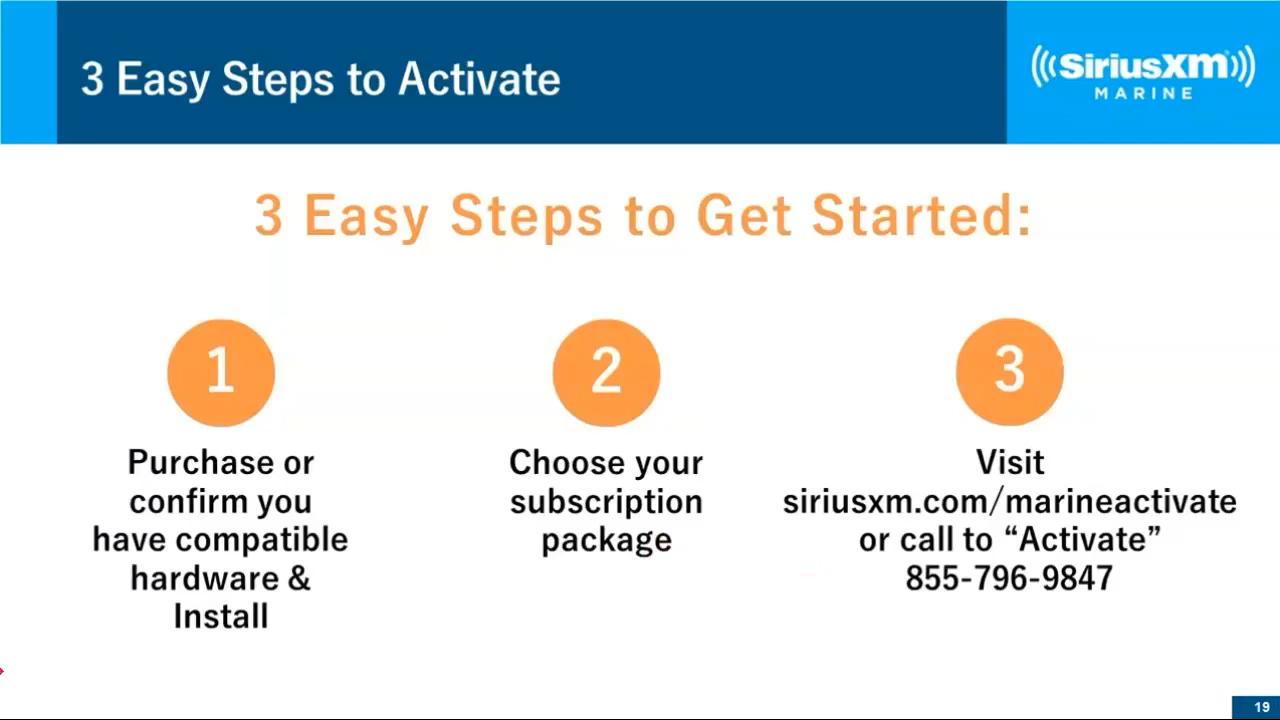 3 Easy Steps to Activate
SiriusXM
MARINE
3 Easy Steps to Get Started:
1
Purchase or
confirm you
have compatible
hardware &
Install
2
Choose your
subscription
package
3
Visit
siriusxm.com/marineactivate
or call to “Activate”
855-796-9847
19